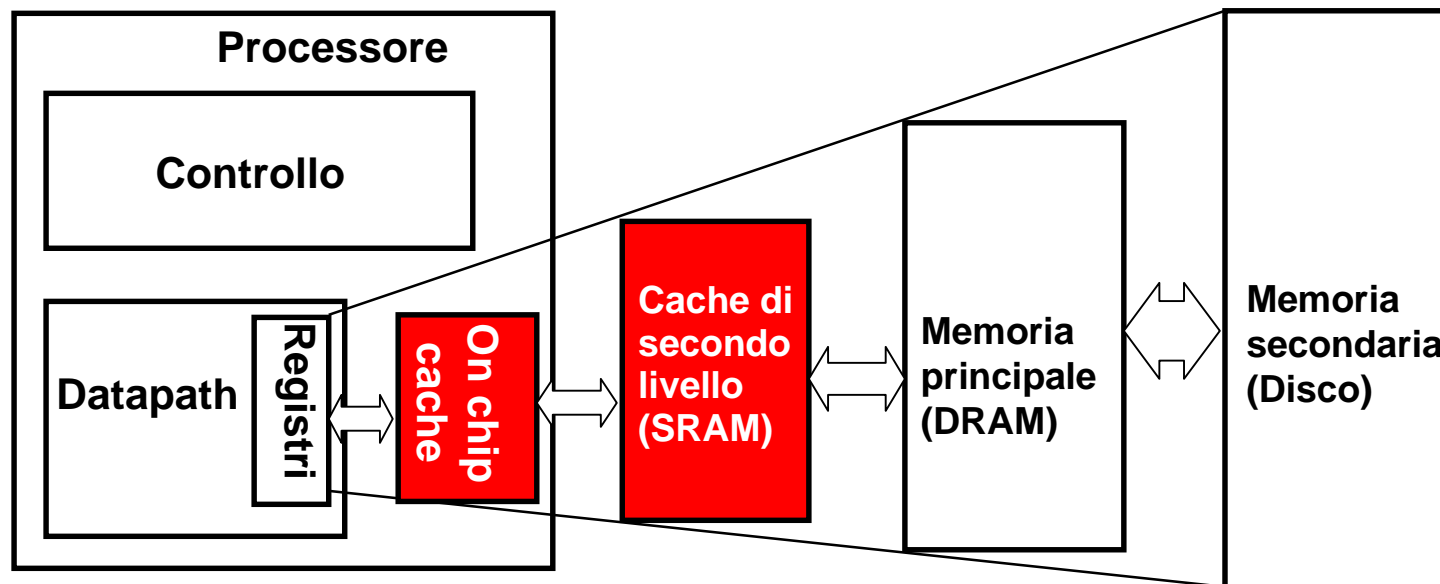 Processore
Controllo
Datapath
Registri
On chip
cache
Cache di
secondo
livello
(SRAM)
Memoria
principale
(DRAM)
Memoria
secondaria
(Disco)